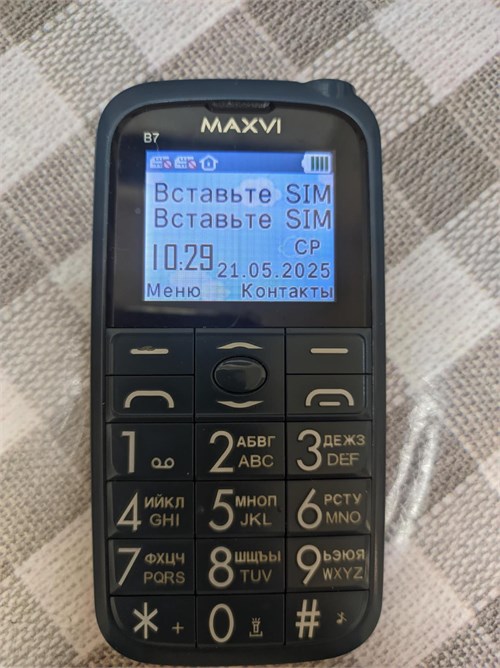 MAXVI
B7
Вставьте SIM
Вставьте SIM
10:29 СР
21.05.2025
Меню Контакты
1
2 АБВГ ABC
3 ДЕЖЗ DEF
4 ИЙКЛ GHI
5 МНОП JKL
6 РСТУ MNO
7 ФХЦЧ PQRS
8 ШЩЪЫ TUV
9 ЬЭЮЯ WXYZ
* +
0
#